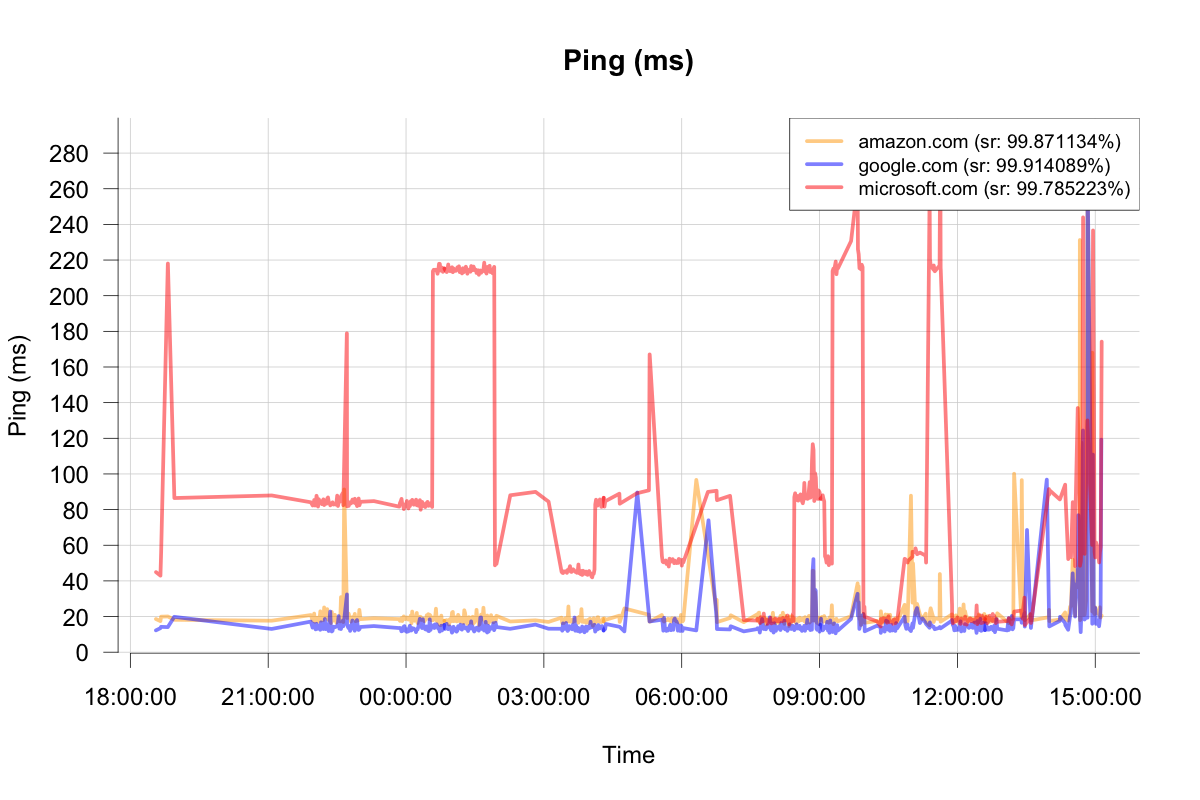 Ping (ms)
amazon.com (sr: 99.871134%)
google.com (sr: 99.914089%)
microsoft.com (sr: 99.785223%)
Ping (ms)
280
260
240
220
200
180
160
140
120
100
80
60
40
20
0
18:00:00 21:00:00 00:00:00 03:00:00 06:00:00 09:00:00 12:00:00 15:00:00
Time